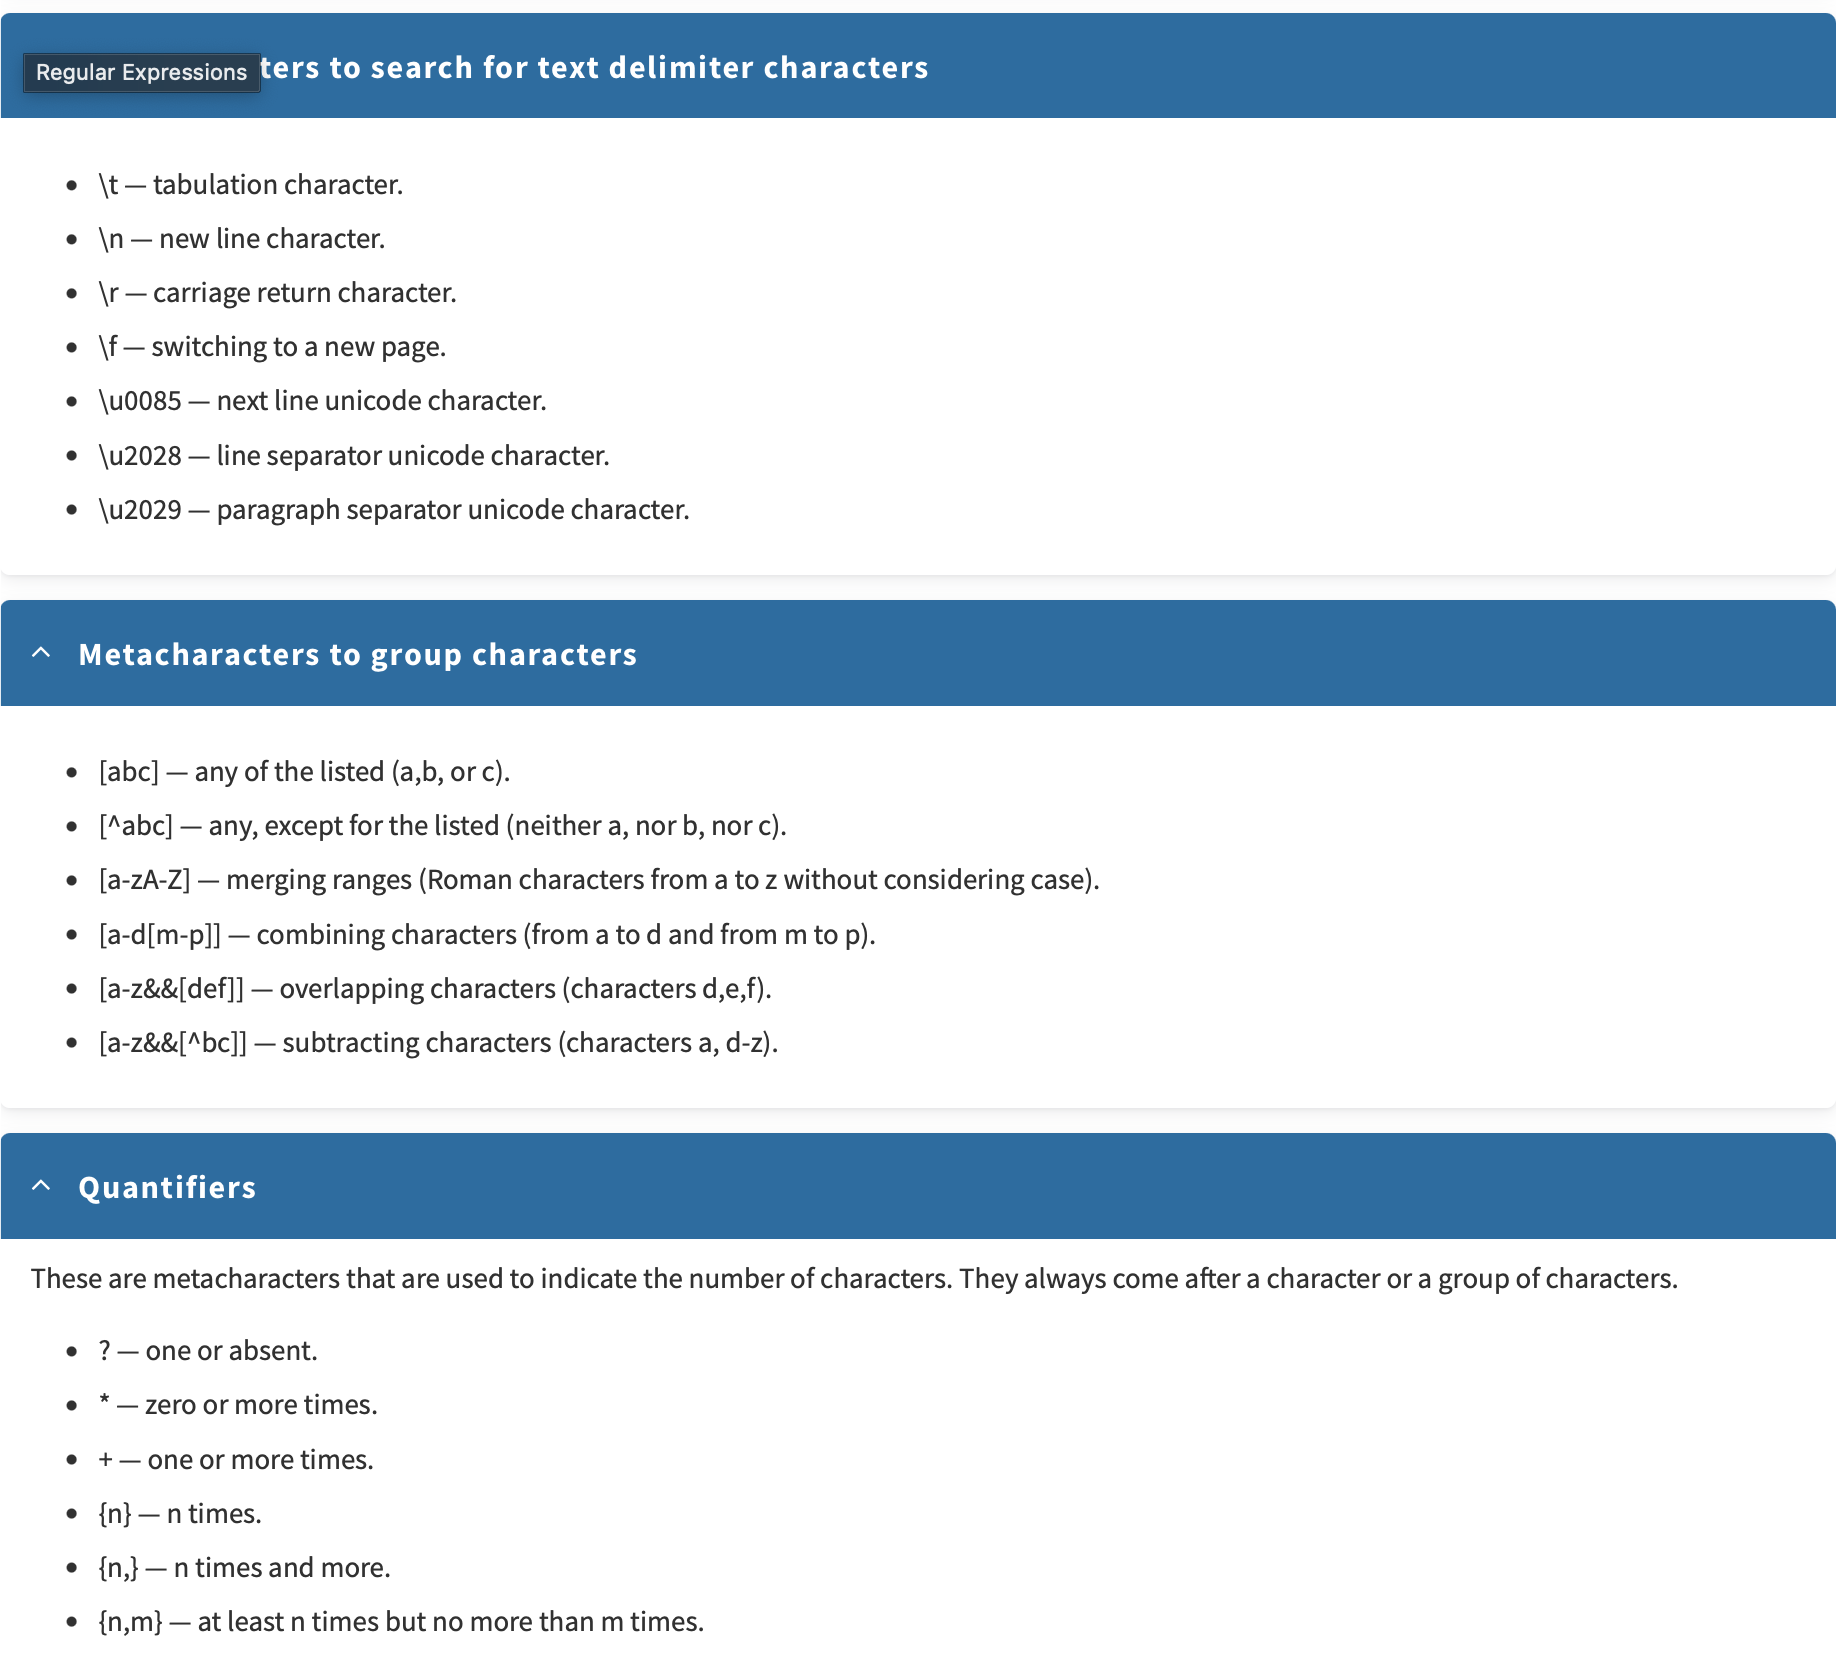 Regular Expressions ters to search for text delimiter characters
\t — tabulation character.
\n — new line character.
\r — carriage return character.
\f — switching to a new page.
\u0085 — next line unicode character.
\u2028 — line separator unicode character.
\u2029 — paragraph separator unicode character.
Metacharacters to group characters
[abc] — any of the listed (a,b, or c).
[^abc] — any, except for the listed (neither a, nor b, nor c).
[a-zA-Z] — merging ranges (Roman characters from a to z without considering case).
[a-d[m-p]] — combining characters (from a to d and from m to p).
[a-z&&[def]] — overlapping characters (characters d,e,f).
[a-z&&[^bc]] — subtracting characters (characters a, d-z).
Quantifiers
These are metacharacters that are used to indicate the number of characters. They always come after a character or a group of characters.
? — one or absent.
* — zero or more times.
+ — one or more times.
{n} — n times.
{n,} — n times and more.
{n,m} — at least n times but no more than m times.